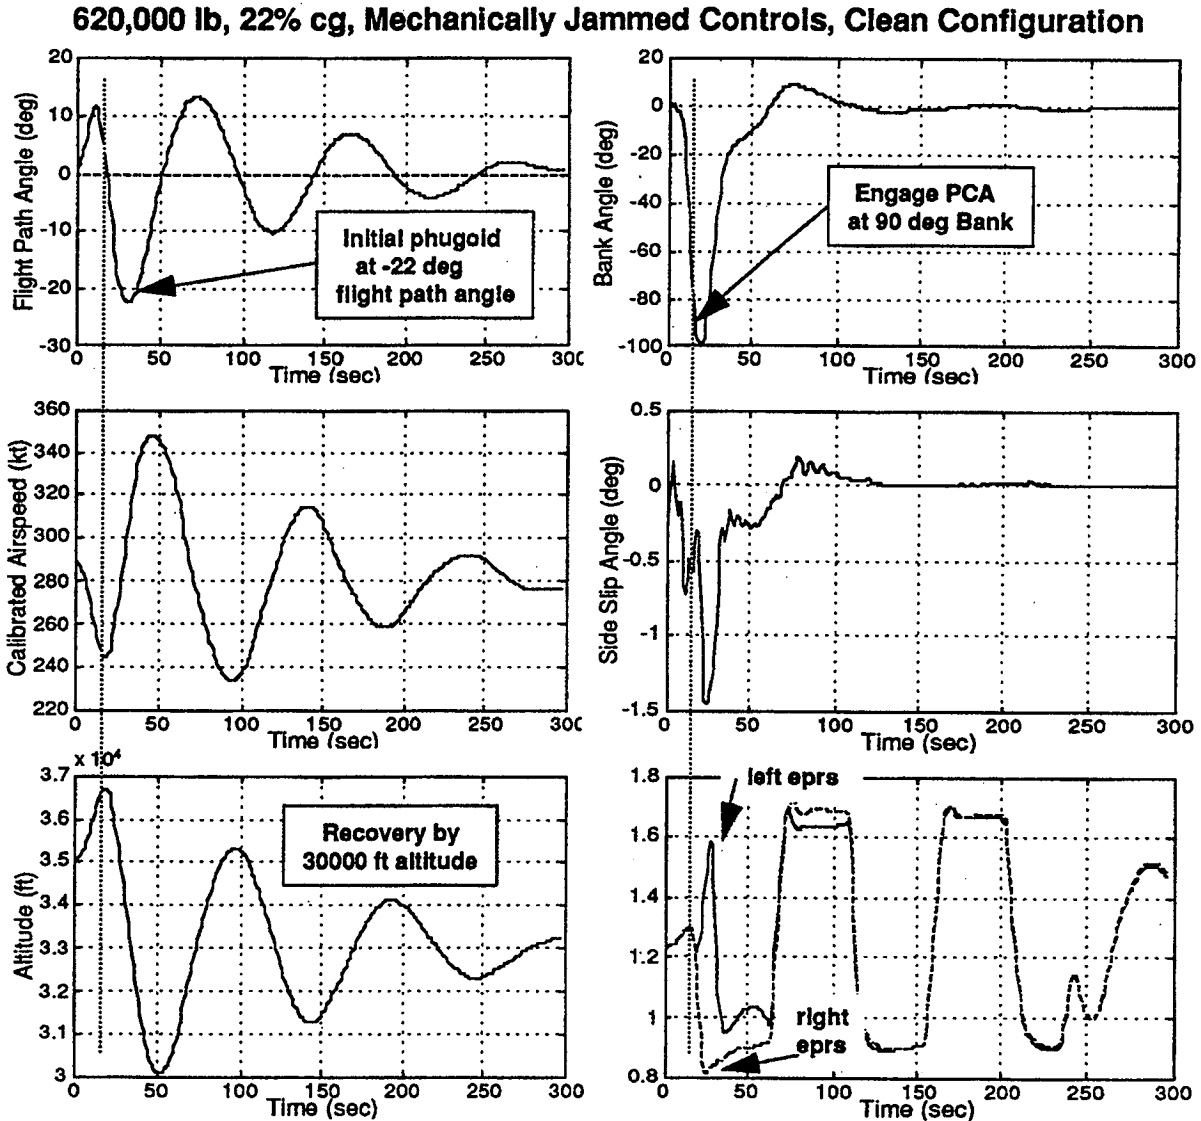 620,000 lb, 22% cg, Mechanically Jammed Controls, Clean Configuration
20
10
0
-10
-20
-30
Flight Path Angle (deg)
Initial phugoid
at -22 deg
flight path angle
0 50 100 150 200 250 300
Time (sec)
20
0
-20
-40
-60
-80
-100
Bank Angle (deg)
Engage PCA
at 90 deg Bank
0 50 100 150 200 250 300
Time (sec)
360
340
320
300
280
260
240
220
Calibrated Airspeed (kt)
0 50 100 150 200 250 300
Time (sec)
0.5
0
-0.5
-1
-1.5
Side Slip Angle (deg)
0 50 100 150 200 250 300
Time (sec)
x 10⁴
3.7
3.6
3.5
3.4
3.3
3.2
3.1
3
Altitude (ft)
Recovery by
30000 ft altitude
0 50 100 150 200 250 300
Time (sec)
1.8
1.6
1.4
1.2
1
0.8
left eprs
right
eprs
0 50 100 150 200 250 300
Time (sec)